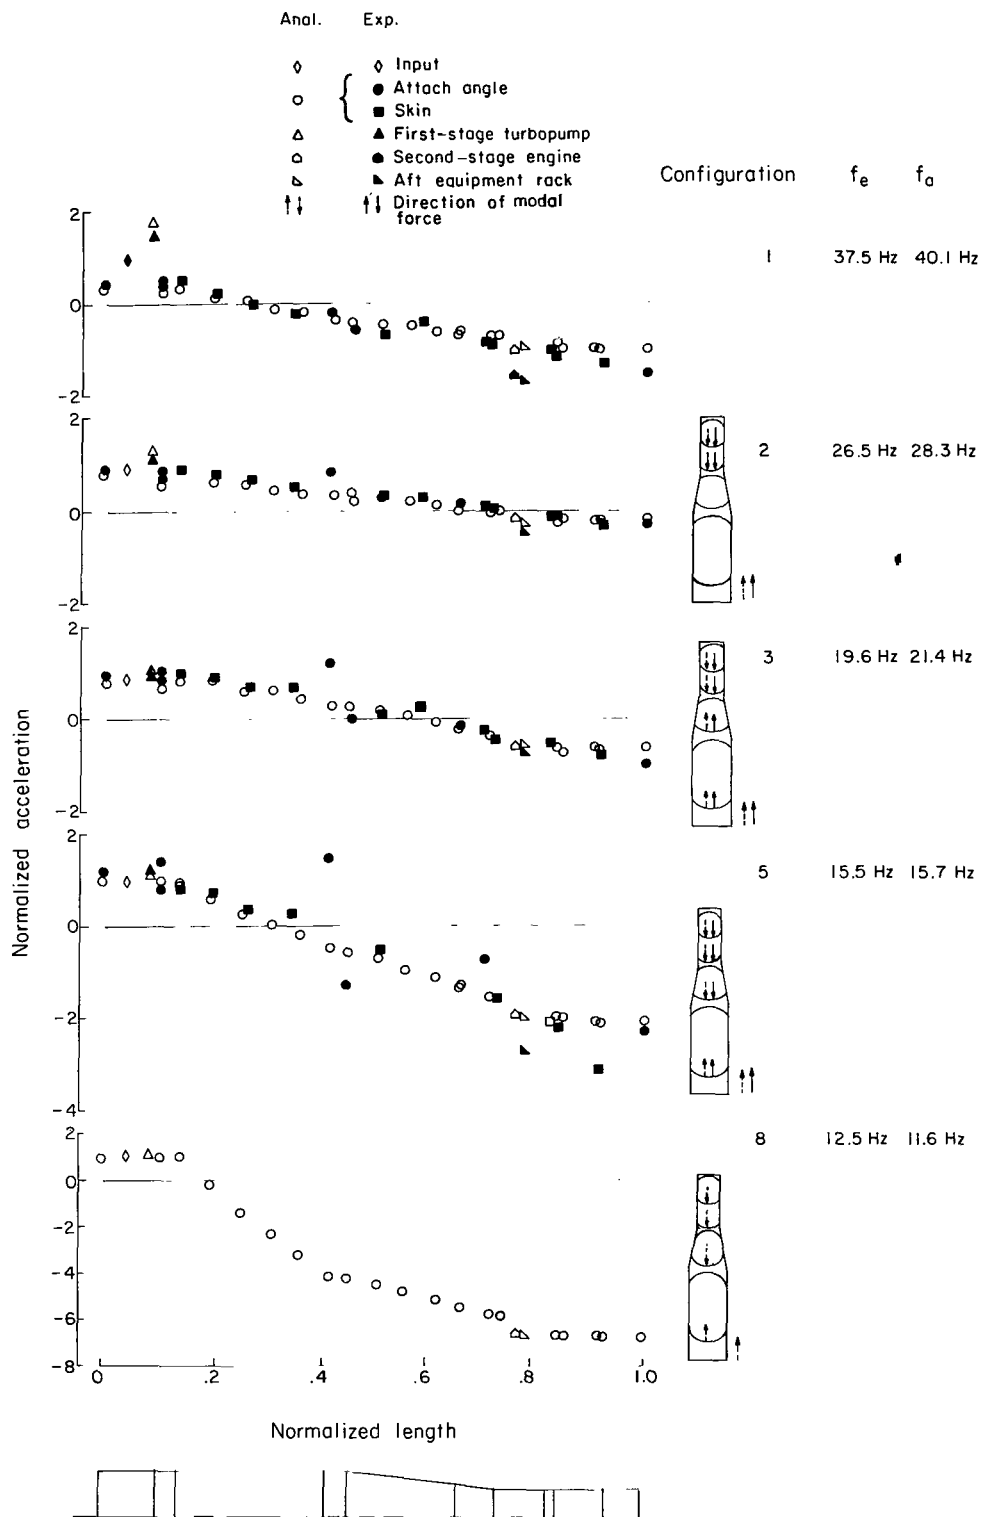 Anal. Exp.
Input
Attach angle
Skin
First-stage turbopump
Second-stage engine
Aft equipment rack
Direction of modal
force
Configuration fe fa
2
1 37.5 Hz 40.1 Hz
0
-2
2
2 26.5 Hz 28.3 Hz
0
-2
2
3 19.6 Hz 21.4 Hz
0
-2
Normalized acceleration
2
5 15.5 Hz 15.7 Hz
0
-2
-4
2
8 12.5 Hz 11.6 Hz
0
-2
-4
-6
-8
0 .2 .4 .6 .8 1.0
Normalized length